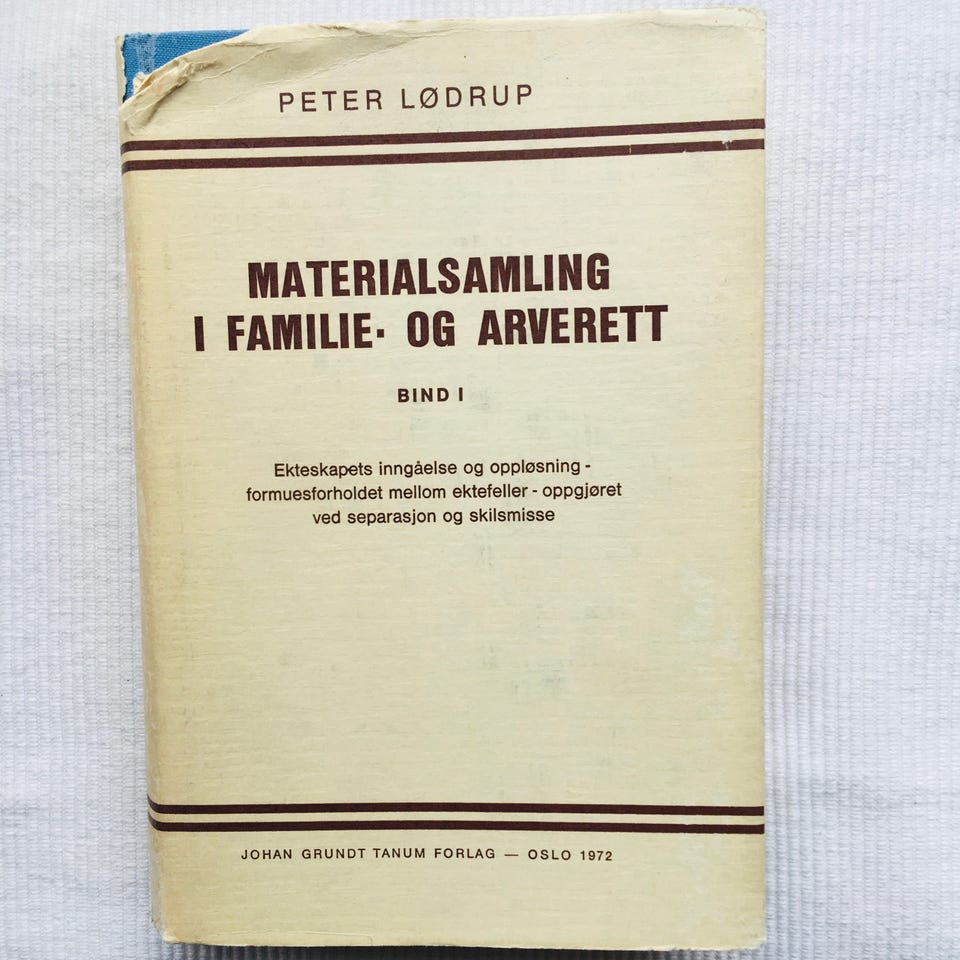 PETER LØDRUP
MATERIALSAMLING
I FAMILIE- OG ARVERETT
BIND I
Ekteskapets inngåelse og oppløsning -
formuesforholdet mellom ektefeller - oppgjøret
ved separasjon og skilsmisse
JOHAN GRUNDT TANUM FORLAG — OSLO 1972